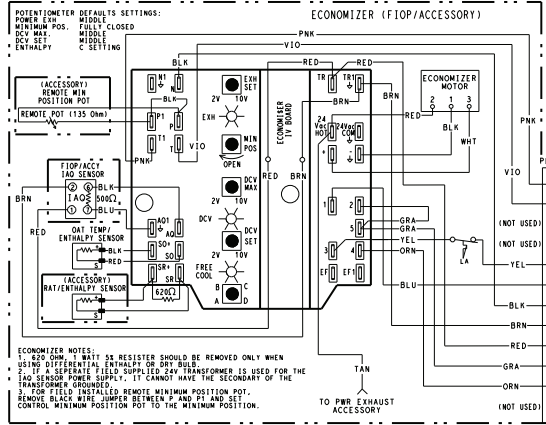 POTENTIOMETER DEFAULTS SETTINGS:
POWER EXH MIDDLE
MINIMUM POS. FULLY CLOSED
DCV MAX. MIDDLE
DCV SET MIDDLE
ENTHALPY C SETTING
ECONOMIZER (FIOP/ACCESSORY)
PNK
VIO
RED
RED
BLK
(ACCESSORY)
REMOTE MIN
POSITION POT
REMOTE POT (135 Ohm)
N1
N
BLK
P1
P
T1
T
PNK
VIO
EXH
SET
2V 10V
EXH
MIN
POS
OPEN
DCV
MAX
2V 10V
DCV
DCV
SET
2V 10V
FREE
COOL
B C
A D
ECONOMISER
IV BOARD
TR
TR1
BRN
BRN
24
Vac
HOT
24Vac
COM
+
1
2
5
3
4
EF
EF1
ECONOMIZER
MOTOR
2 1 3
BLK
WHT
RED
RED
PNK
VIO
FIOP/ACCY
IAQ SENSOR
2 6
IAQ
500Ω
1 7
BLK
BLU
BRN
RED
AQ1
AQ
OAT TEMP/
ENTHALPY SENSOR
+
S
BLK
RED
SO+
SO
(ACCESSORY)
RAT/ENTHALPY SENSOR
+
S
SR+
SR
620Ω
GRA
GRA
YEL
ORN
LA
(NOT USED)
(NOT USED)
YEL
BLU
BLK
BRN
RED
GRA
ORN
(NOT USED)
TAN
TO PWR EXHAUST
ACCESSORY
ECONOMIZER NOTES:
1. 620 OHM, 1 WATT 5% RESISTER SHOULD BE REMOVED ONLY WHEN
USING DIFFERENTIAL ENTHALPY OR DRY BULB.
2. IF A SEPERATE FIELD SUPPLIED 24V TRANSFORMER IS USED FOR THE
IAQ SENSOR POWER SUPPLY, IT CANNOT HAVE THE SECONDARY OF THE
TRANSFORMER GROUNDED.
3. FOR FIELD INSTALLED REMOTE MINIMUM POSITION POT,
REMOVE BLACK WIRE JUMPER BETWEEN P AND P1 AND SET
CONTROL MINIMUM POSITION POT TO THE MINIMUM POSITION.